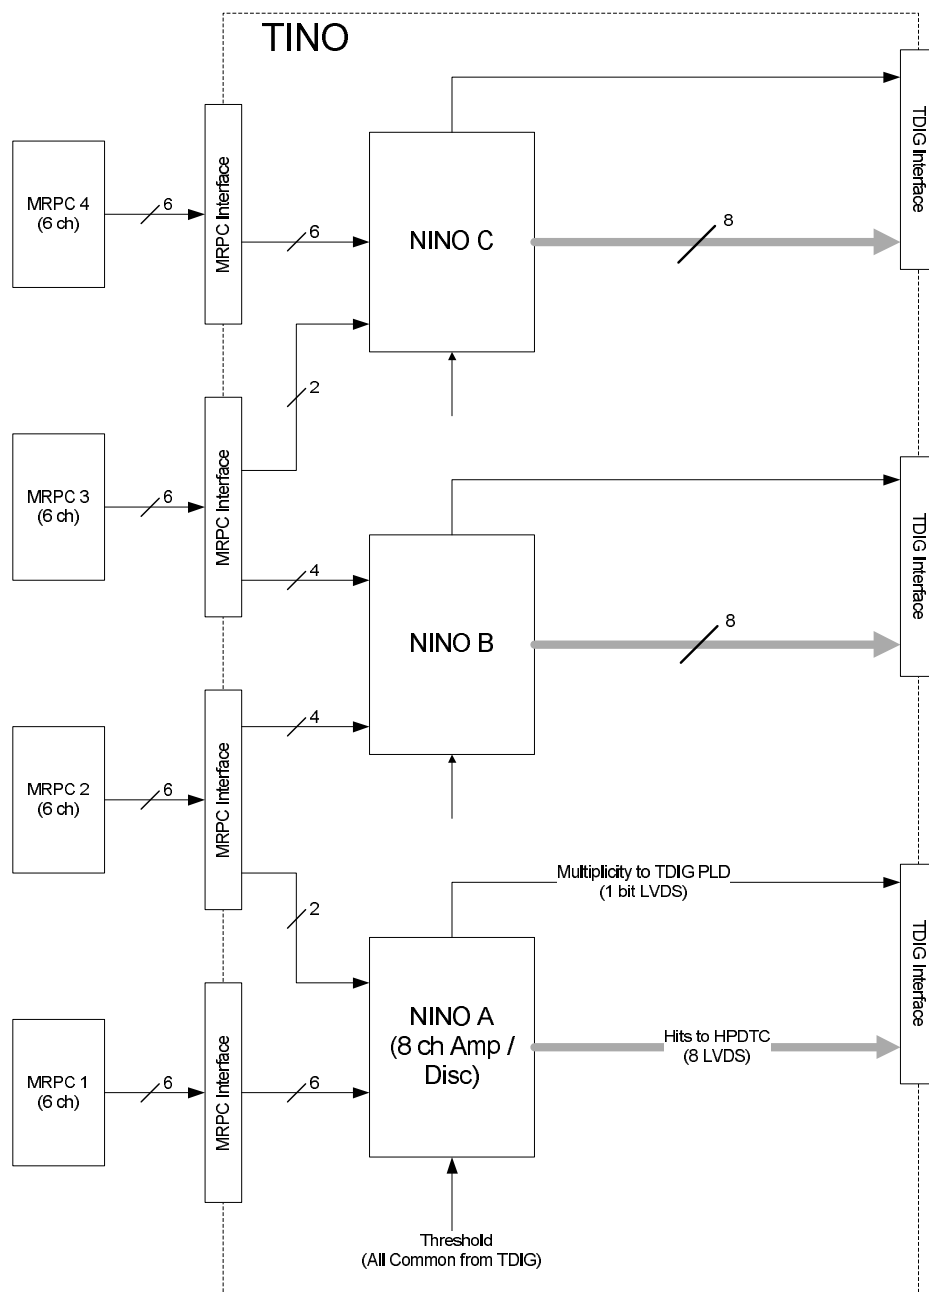 TINO
TDIG Interface
MRPC 4
(6 ch)
6
MRPC Interface
6
NINO C
8
2
MRPC 3
(6 ch)
6
MRPC Interface
4
NINO B
8
TDIG Interface
MRPC 2
(6 ch)
6
MRPC Interface
4
2
Multiplicity to TDIG PLD
(1 bit LVDS)
TDIG Interface
NINO A
(8 ch Amp /
Disc)
Hits to HPDTC
(8 LVDS)
MRPC 1
(6 ch)
6
MRPC Interface
6
Threshold
(All Common from TDIG)